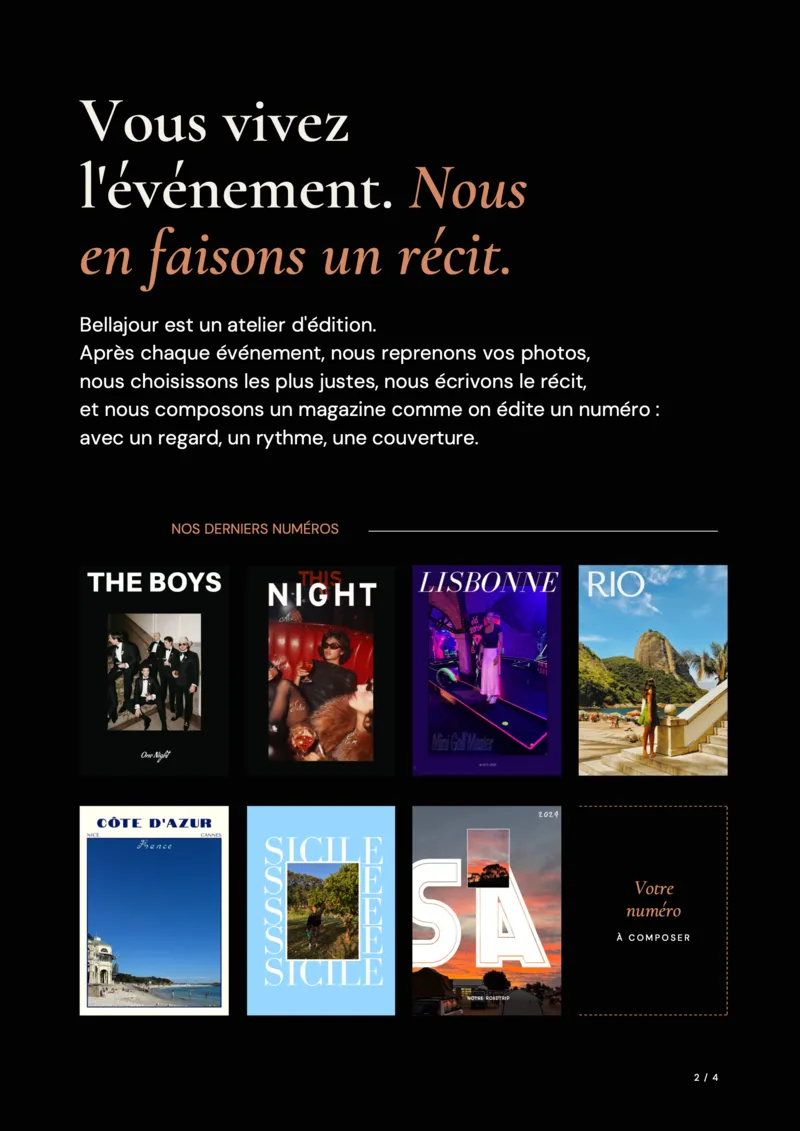 Vous vivez
l'événement. Nous
en faisons un récit.
Bellajour est un atelier d'édition.
Après chaque événement, nous reprenons vos photos,
nous choisissons les plus justes, nous écrivons le récit,
et nous composons un magazine comme on édite un numéro :
avec un regard, un rythme, une couverture.
NOS DERNIERS NUMÉROS
THE BOYS
One Night
THIS
NIGHT
LISBONNE
Mini Golf Master
RIO
CÔTE D'AZUR
NICE
CANNES
France
SICILE
S E
S E
S E
SICILE
2024
SA
NOTRE ROADTRIP
Votre
numéro
À COMPOSER
2 / 4